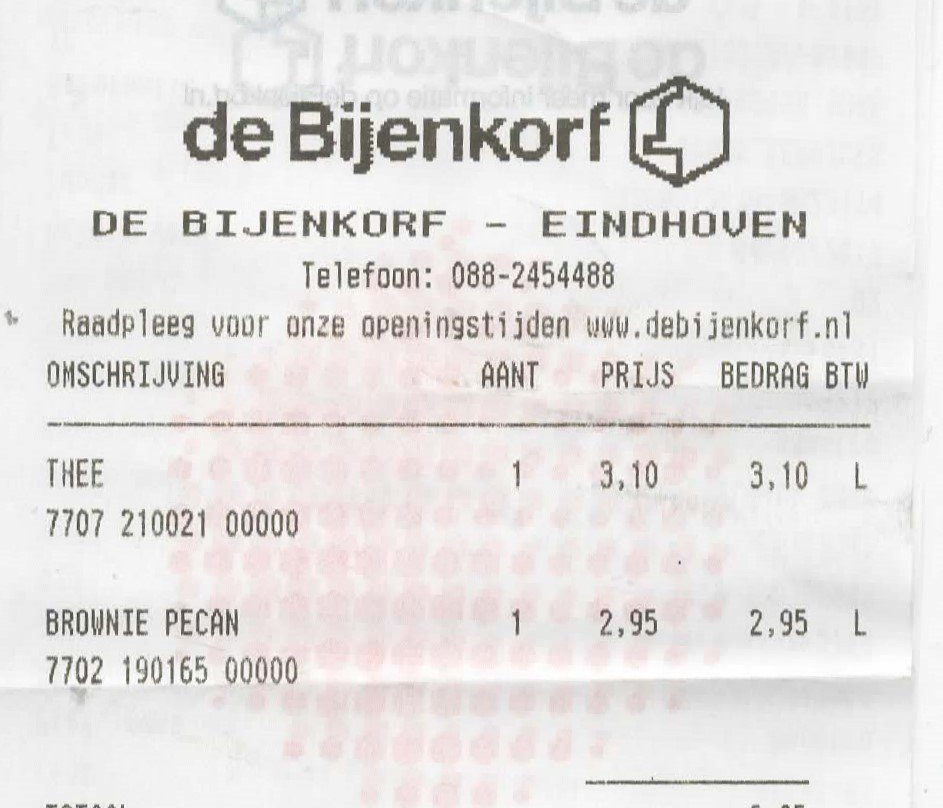 de Bijenkorf
DE BIJENKORF - EINDHOVEN
Telefoon: 088-2454488
Raadpleeg voor onze openingstijden www.debijenkorf.nl
OMSCHRIJVING AANT PRIJS BEDRAG BTW
THEE 1 3,10 3,10 L
7707 210021 00000
BROWNIE PECAN 1 2,95 2,95 L
7702 190165 00000